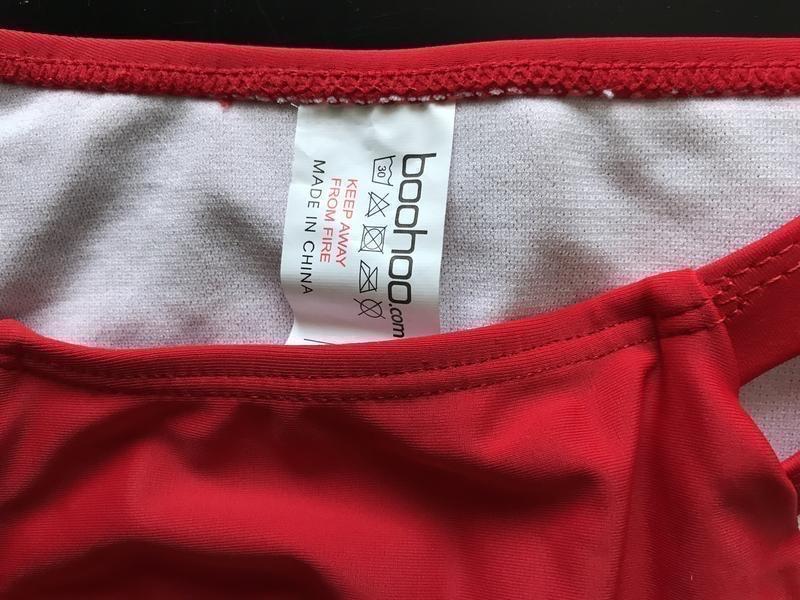 boohoo.com
30
KEEP AWAY
FROM FIRE
MADE IN CHINA